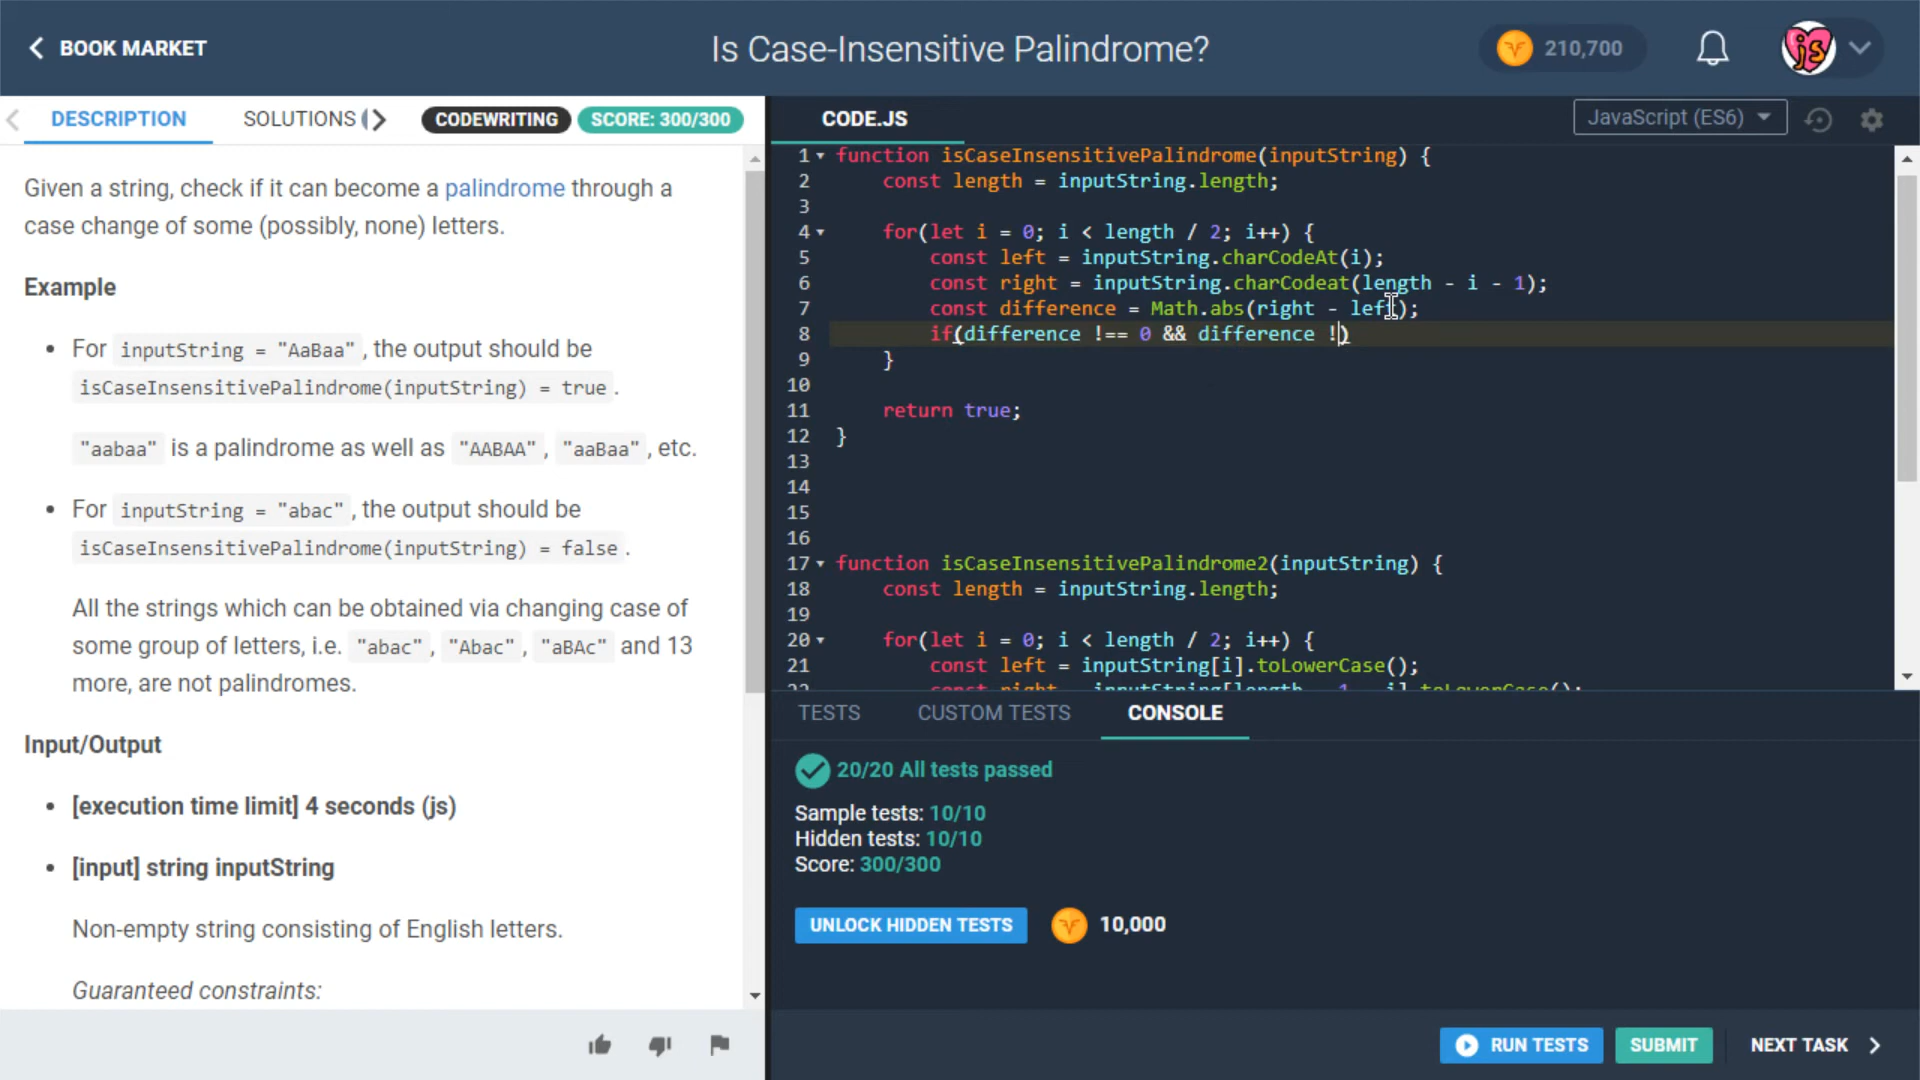 BOOK MARKET
Is Case-Insensitive Palindrome?
210,700
js
DESCRIPTION
SOLUTIONS
CODEWRITING
SCORE: 300/300
Given a string, check if it can become a palindrome through a
case change of some (possibly, none) letters.
Example
For inputString = "AaBaa", the output should be
isCaseInsensitivePalindrome(inputString) = true.
"aabaa" is a palindrome as well as "AABAA", "aaBaa", etc.
For inputString = "abac", the output should be
isCaseInsensitivePalindrome(inputString) = false.
All the strings which can be obtained via changing case of
some group of letters, i.e. "abac", "Abac", "aBAc" and 13
more, are not palindromes.
Input/Output
[execution time limit] 4 seconds (js)
[input] string inputString
Non-empty string consisting of English letters.
Guaranteed constraints:
CODE.JS
JavaScript (ES6)
1 function isCaseInsensitivePalindrome(inputString) {
2 const length = inputString.length;
3
4 for(let i = 0; i < length / 2; i++) {
5 const left = inputString.charCodeAt(i);
6 const right = inputString.charCodeat(length - i - 1);
7 const difference = Math.abs(right - left);
8 if(difference !== 0 && difference !)
9 }
10
11 return true;
12 }
13
14
15
16
17 function isCaseInsensitivePalindrome2(inputString) {
18 const length = inputString.length;
19
20 for(let i = 0; i < length / 2; i++) {
21 const left = inputString[i].toLowerCase();
22 const right = inputString[length - 1 - i].toLowerCase();
TESTS
CUSTOM TESTS
CONSOLE
20/20 All tests passed
Sample tests: 10/10
Hidden tests: 10/10
Score: 300/300
UNLOCK HIDDEN TESTS
10,000
RUN TESTS
SUBMIT
NEXT TASK